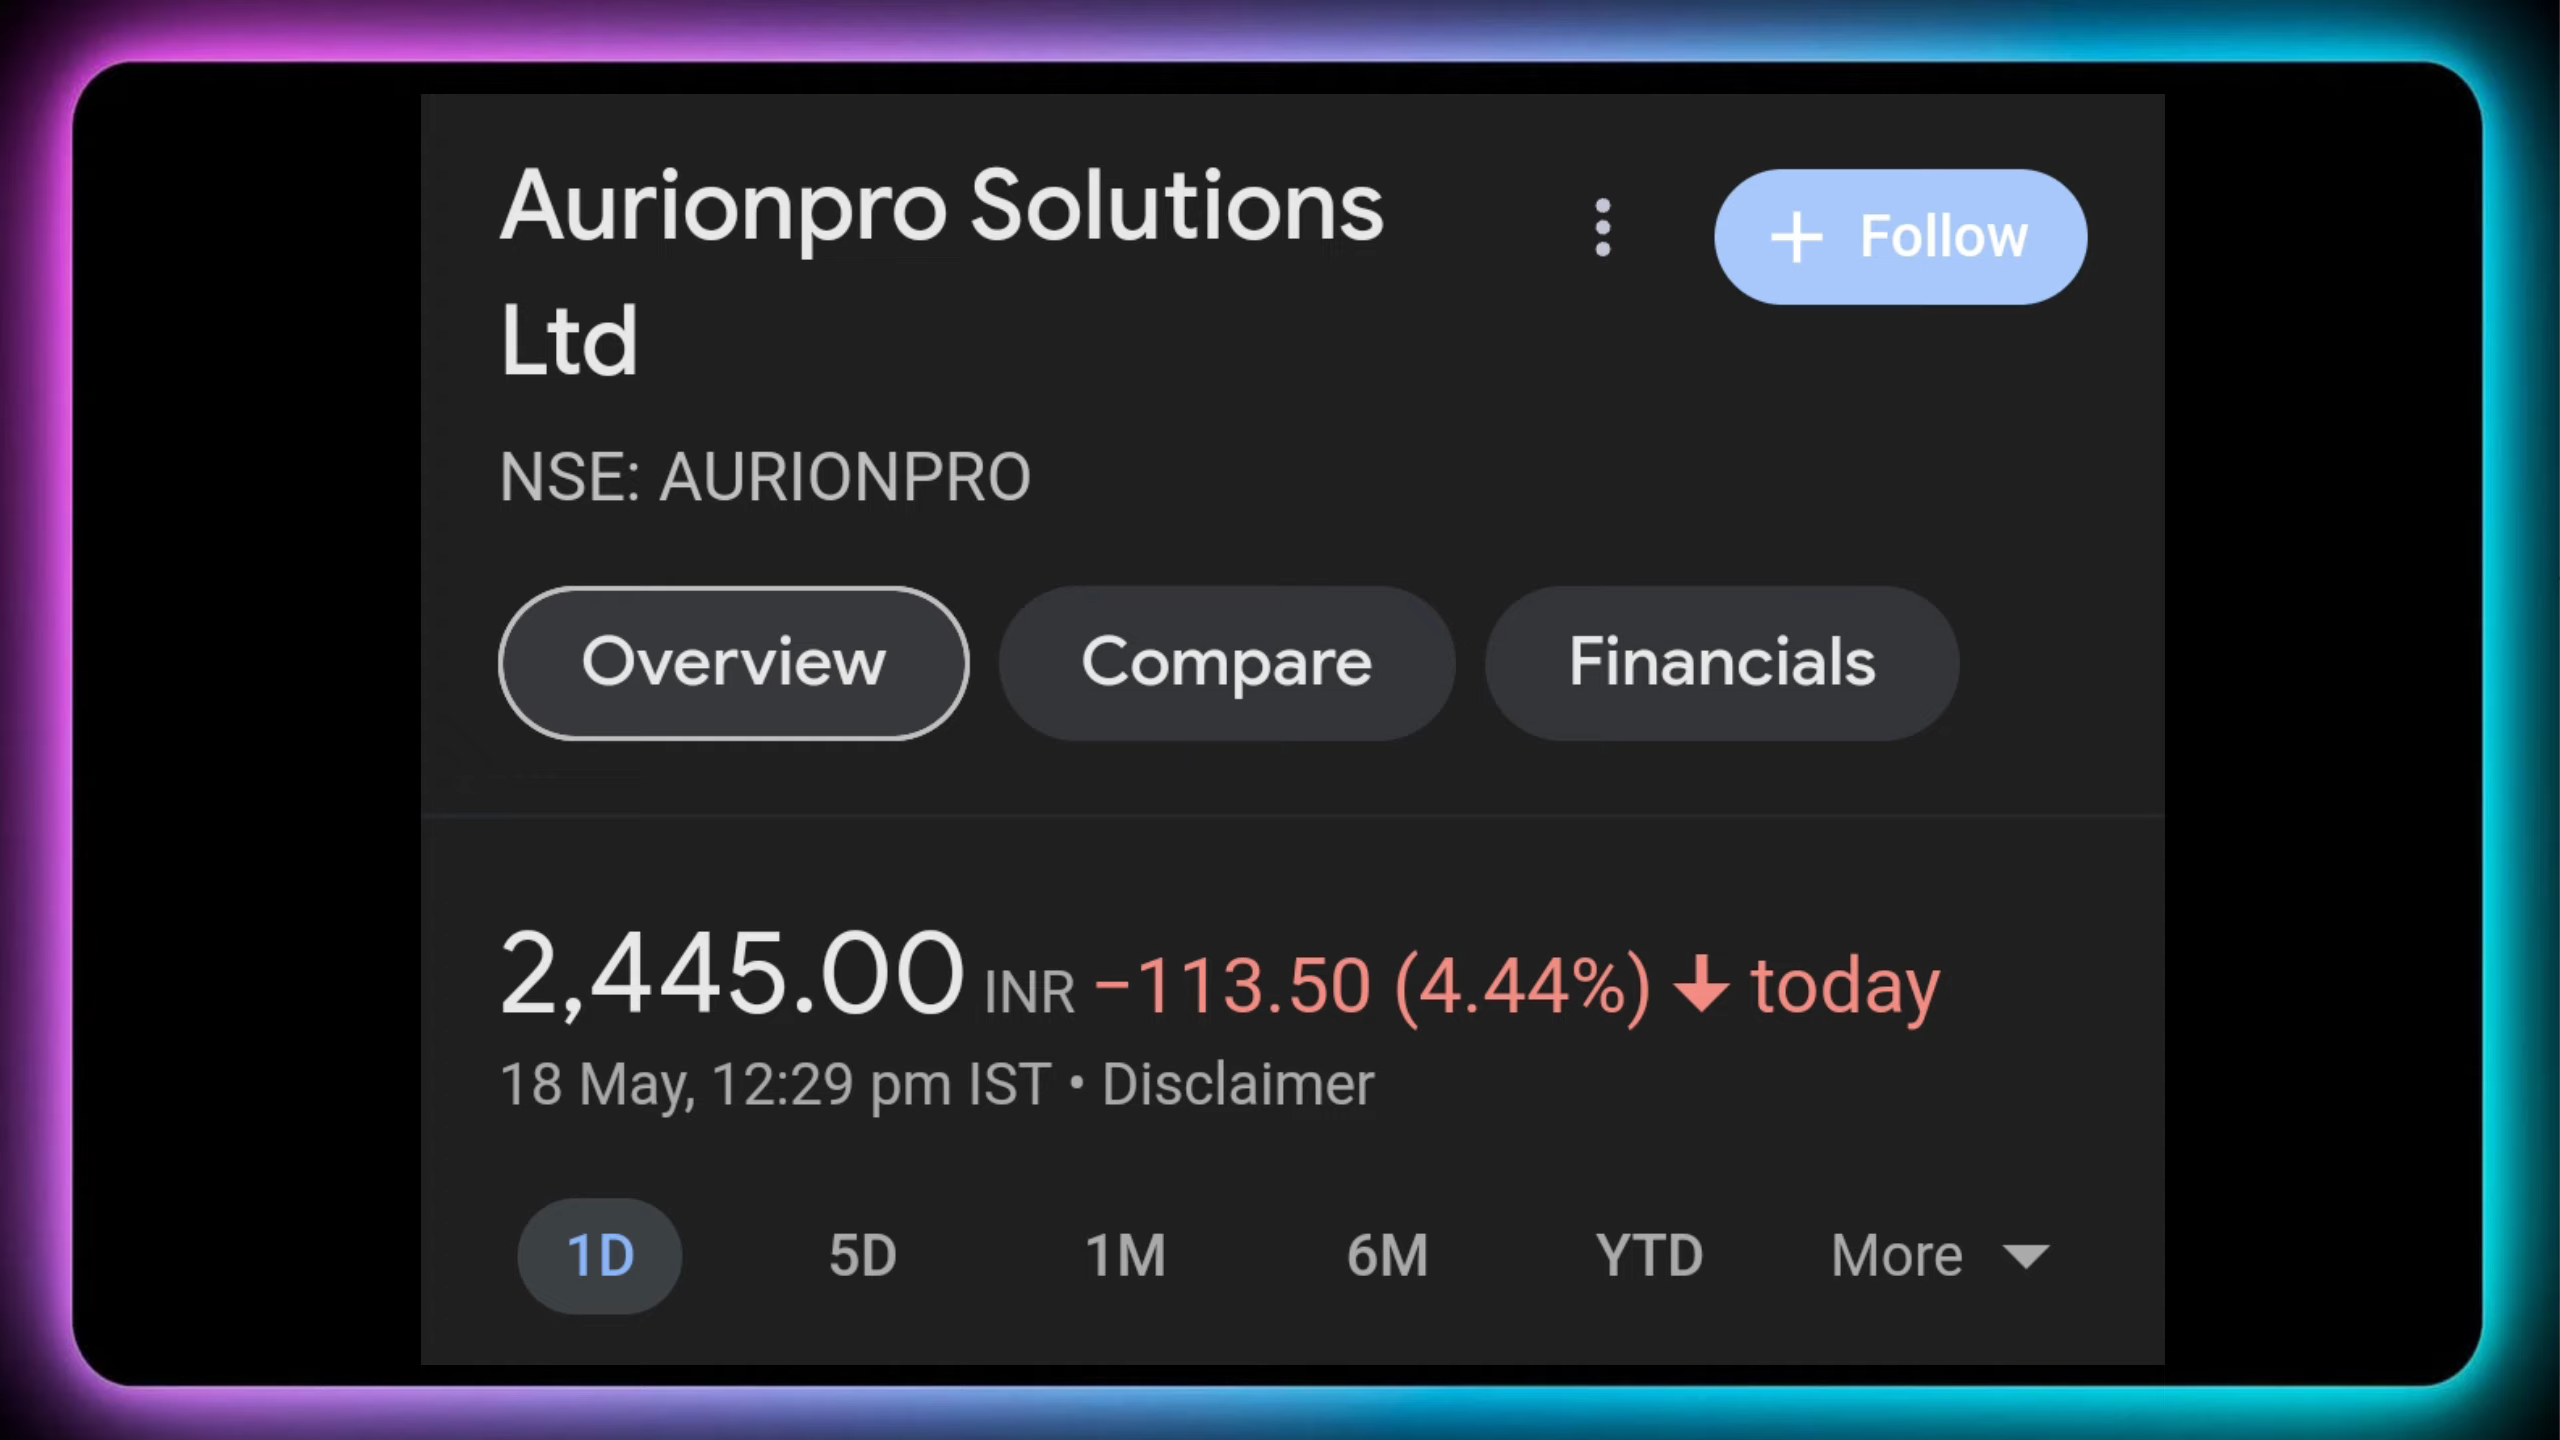 Aurionpro Solutions
Ltd
+ Follow
NSE: AURIONPRO
Overview
Compare
Financials
2,445.00 INR −113.50 (4.44%) ↓ today
18 May, 12:29 pm IST • Disclaimer
1D 5D 1M 6M YTD More